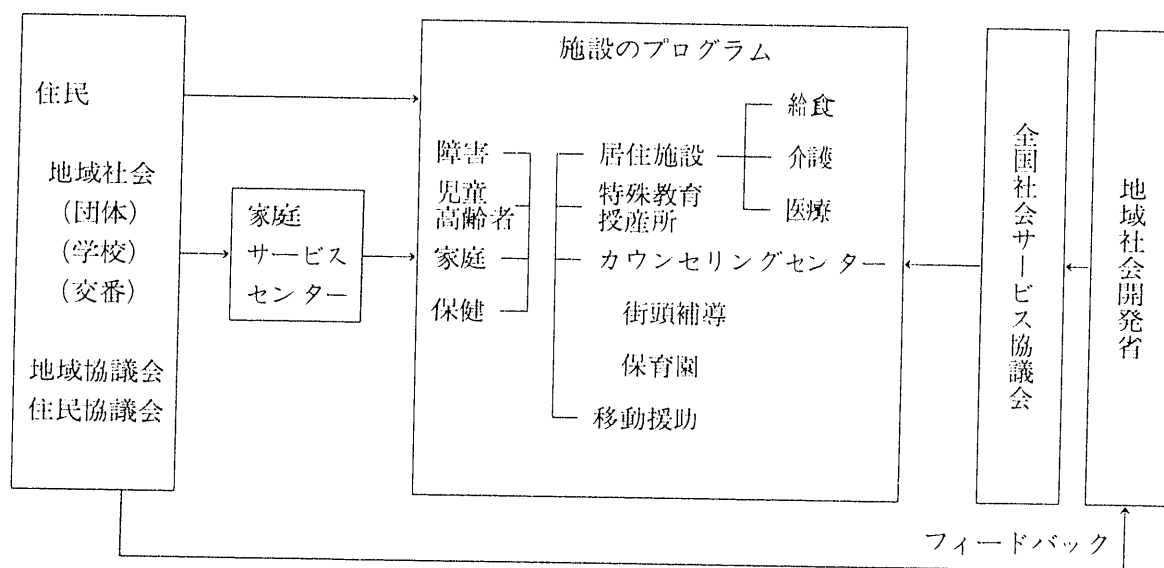 住民
地域社会
(団体)
(学校)
(交番)
地域協議会
住民協議会
家庭
サービス
センター
施設のプログラム
障害
児童
高齢者
家庭
保健
居住施設
特殊教育
授産所
カウンセリングセンター
街頭補導
保育園
移動援助
給食
介護
医療
全国社会サービス協議会
地域社会開発省
フィードバック